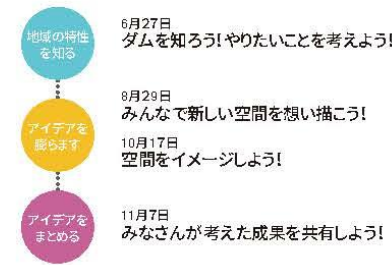 地域の特性
を知る
6月27日
ダムを知ろう!やりたいことを考えよう!
アイデアを
膨らます
8月29日
みんなで新しい空間を想い描こう!
10月17日
空間をイメージしよう!
アイデアを
まとめる
11月7日
みなさんが考えた成果を共有しよう!